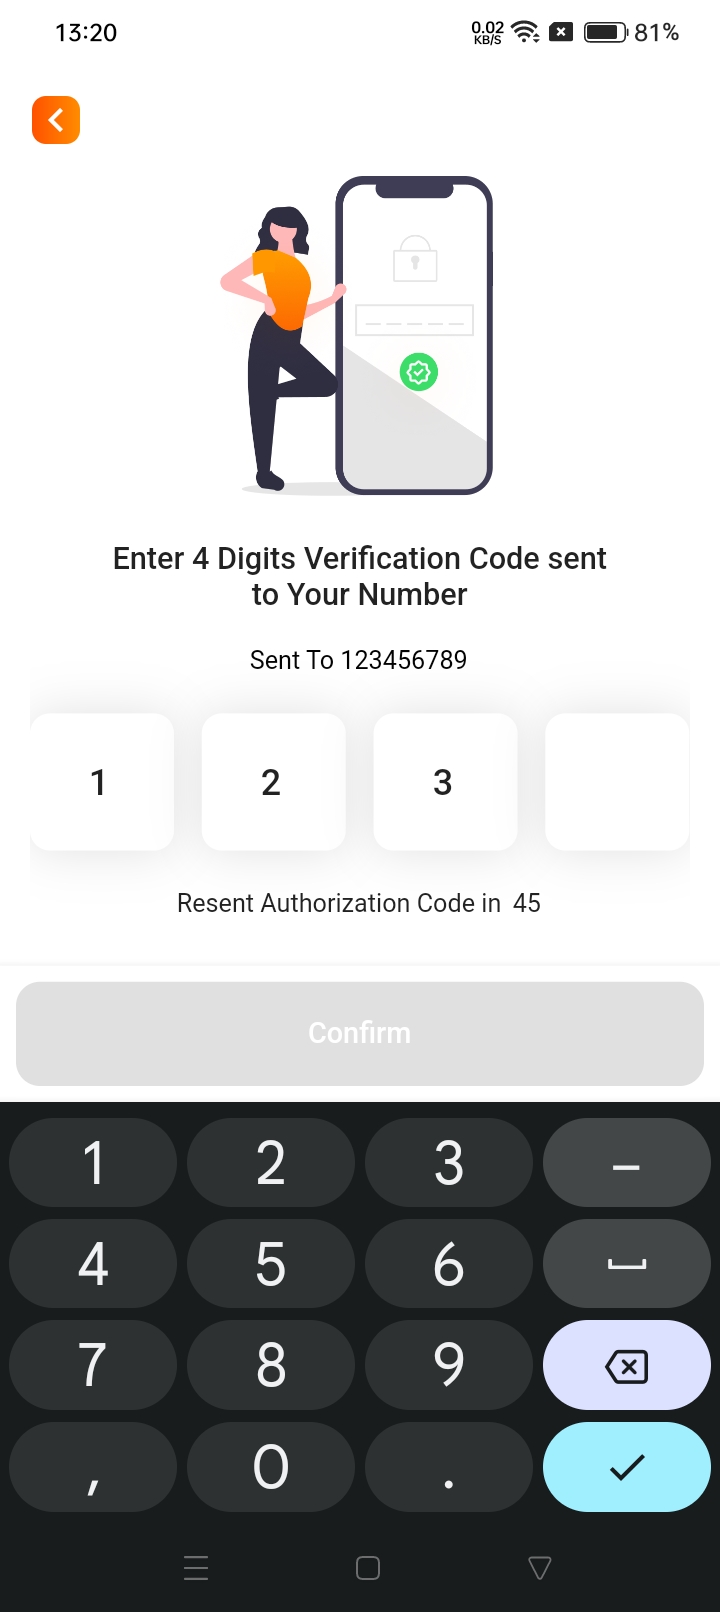 13:20
0.02
KB/S
81%
Enter 4 Digits Verification Code sent
to Your Number
Sent To 123456789
1 2 3
Resent Authorization Code in 45
Confirm
1 2 3 –
4 5 6
7 8 9
, 0 .